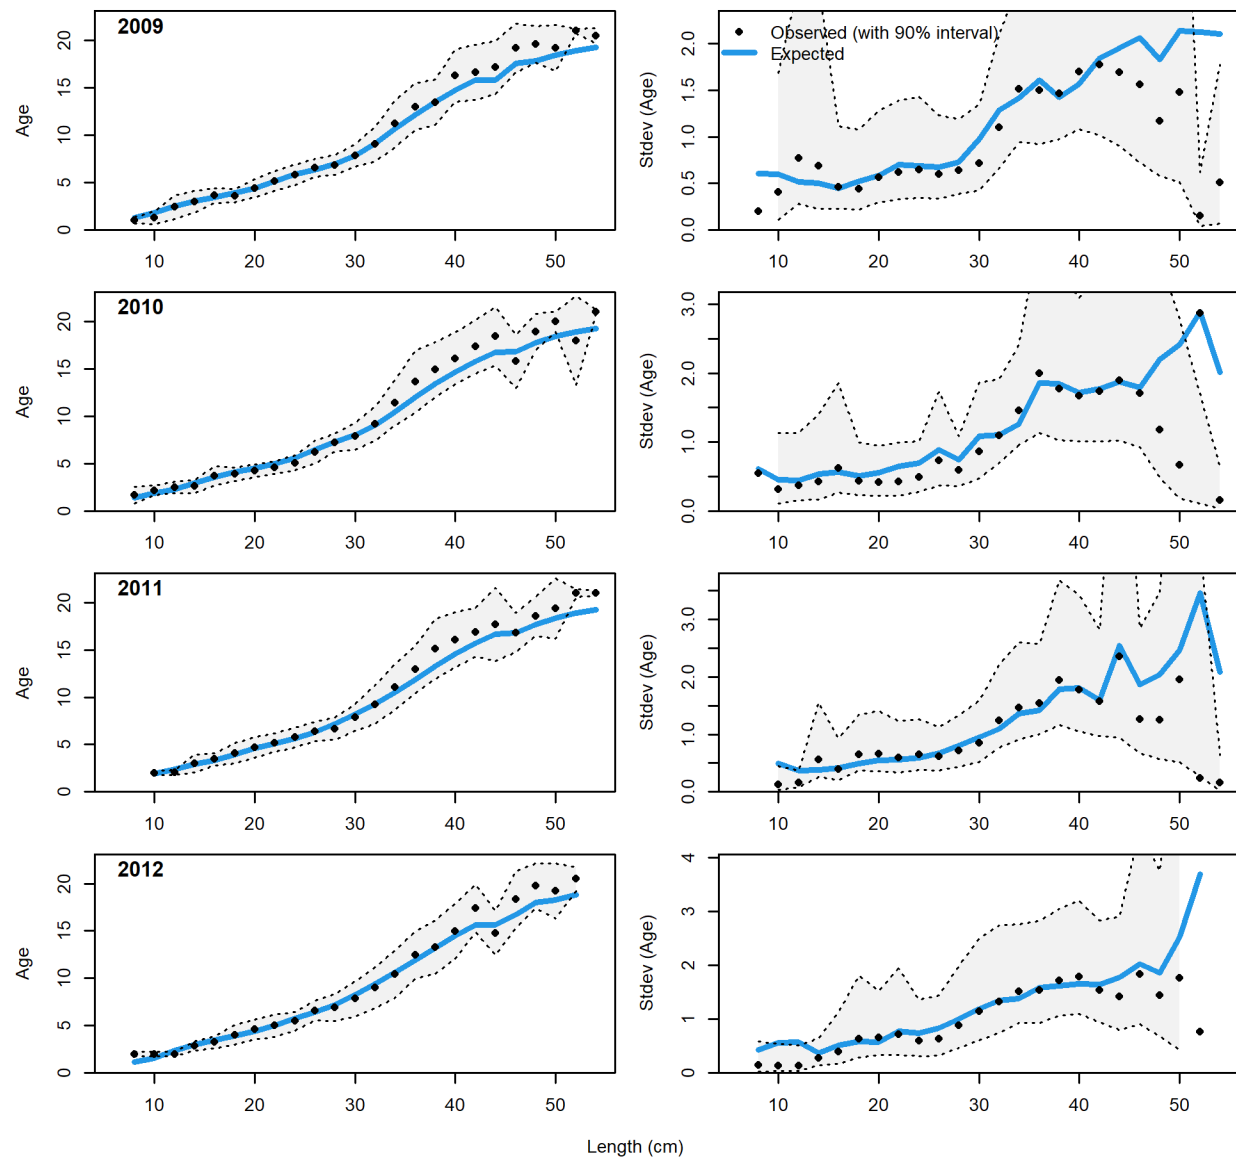 2009
Age
0 5 10 15 20
10 20 30 40 50
Observed (with 90% interval)
Expected
Stdev (Age)
0.0 0.5 1.0 1.5 2.0
10 20 30 40 50
2010
Age
0 5 10 15 20
10 20 30 40 50
Stdev (Age)
0.0 1.0 2.0 3.0
10 20 30 40 50
2011
Age
0 5 10 15 20
10 20 30 40 50
Stdev (Age)
0.0 1.0 2.0 3.0
10 20 30 40 50
2012
Age
0 5 10 15 20
10 20 30 40 50
Stdev (Age)
0 1 2 3 4
10 20 30 40 50
Length (cm)